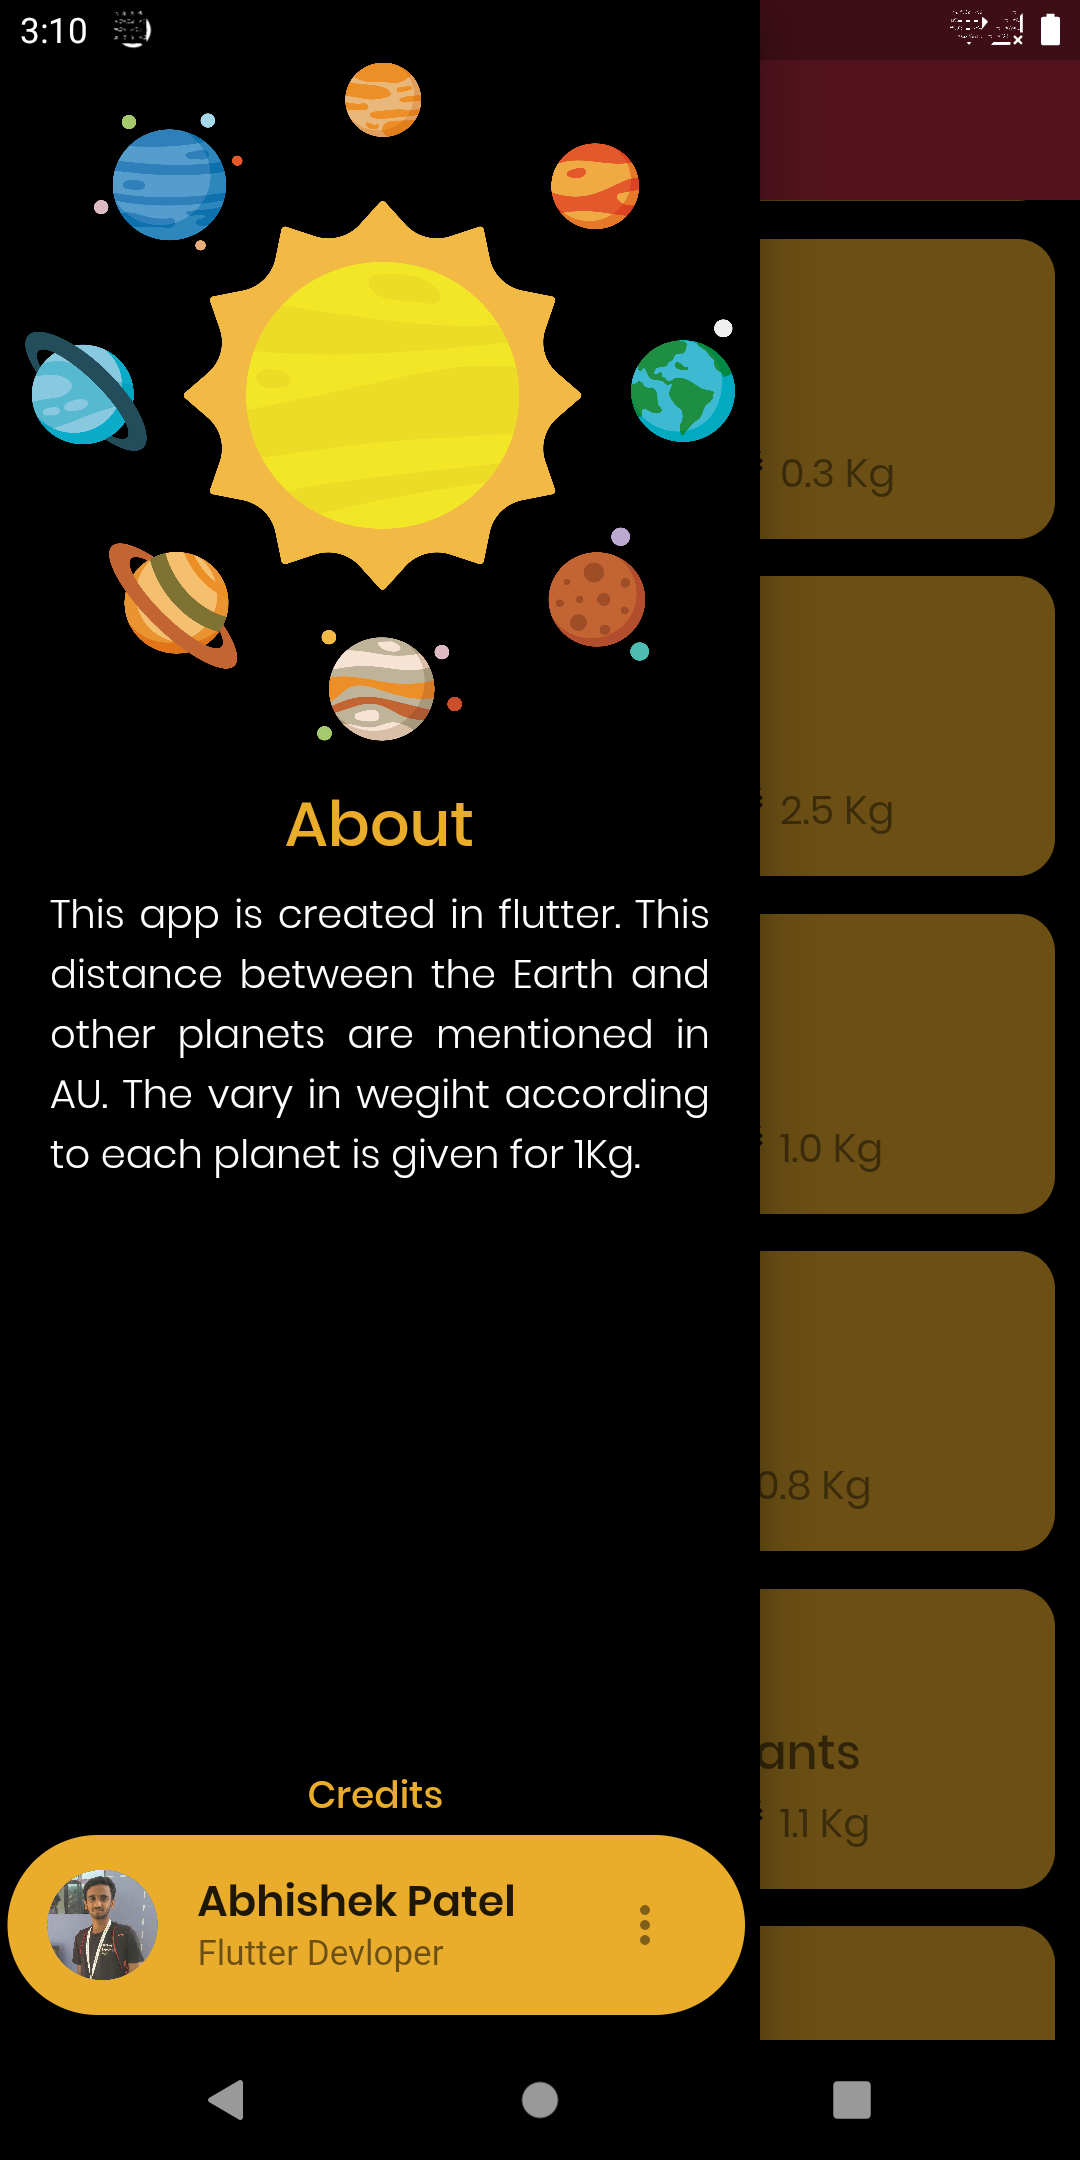 3:10
0.3 Kg
2.5 Kg
About
This app is created in flutter. This
distance between the Earth and
other planets are mentioned in
AU. The vary in wegiht according
to each planet is given for 1Kg.
1.0 Kg
0.8 Kg
ants
1.1 Kg
Credits
Abhishek Patel
Flutter Devloper